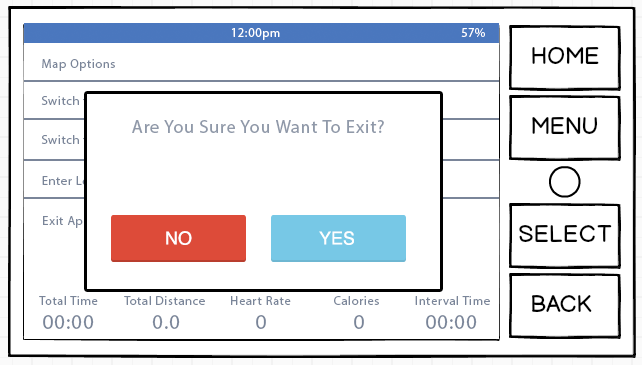 12:00pm 57%
Map Options
Switch
Switch
Enter
Exit
Are You Sure You Want To Exit?
NO YES
Total Time Total Distance Heart Rate Calories Interval Time
00:00 0.0 0 0 00:00
HOME
MENU
SELECT
BACK